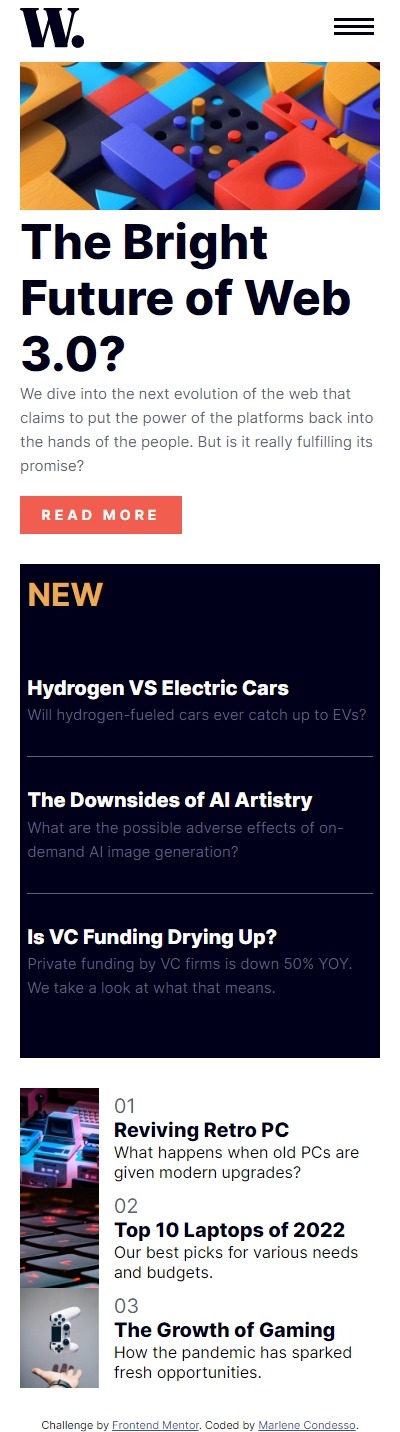 W.
The Bright
Future of Web
3.0?
We dive into the next evolution of the web that
claims to put the power of the platforms back into
the hands of the people. But is it really fulfilling its
promise?
READ MORE
NEW
Hydrogen VS Electric Cars
Will hydrogen-fueled cars ever catch up to EVs?
The Downsides of AI Artistry
What are the possible adverse effects of on-
demand AI image generation?
Is VC Funding Drying Up?
Private funding by VC firms is down 50% YOY.
We take a look at what that means.
01
Reviving Retro PC
What happens when old PCs are
given modern upgrades?
02
Top 10 Laptops of 2022
Our best picks for various needs
and budgets.
03
The Growth of Gaming
How the pandemic has sparked
fresh opportunities.
Challenge by Frontend Mentor. Coded by Marlene Condesso.